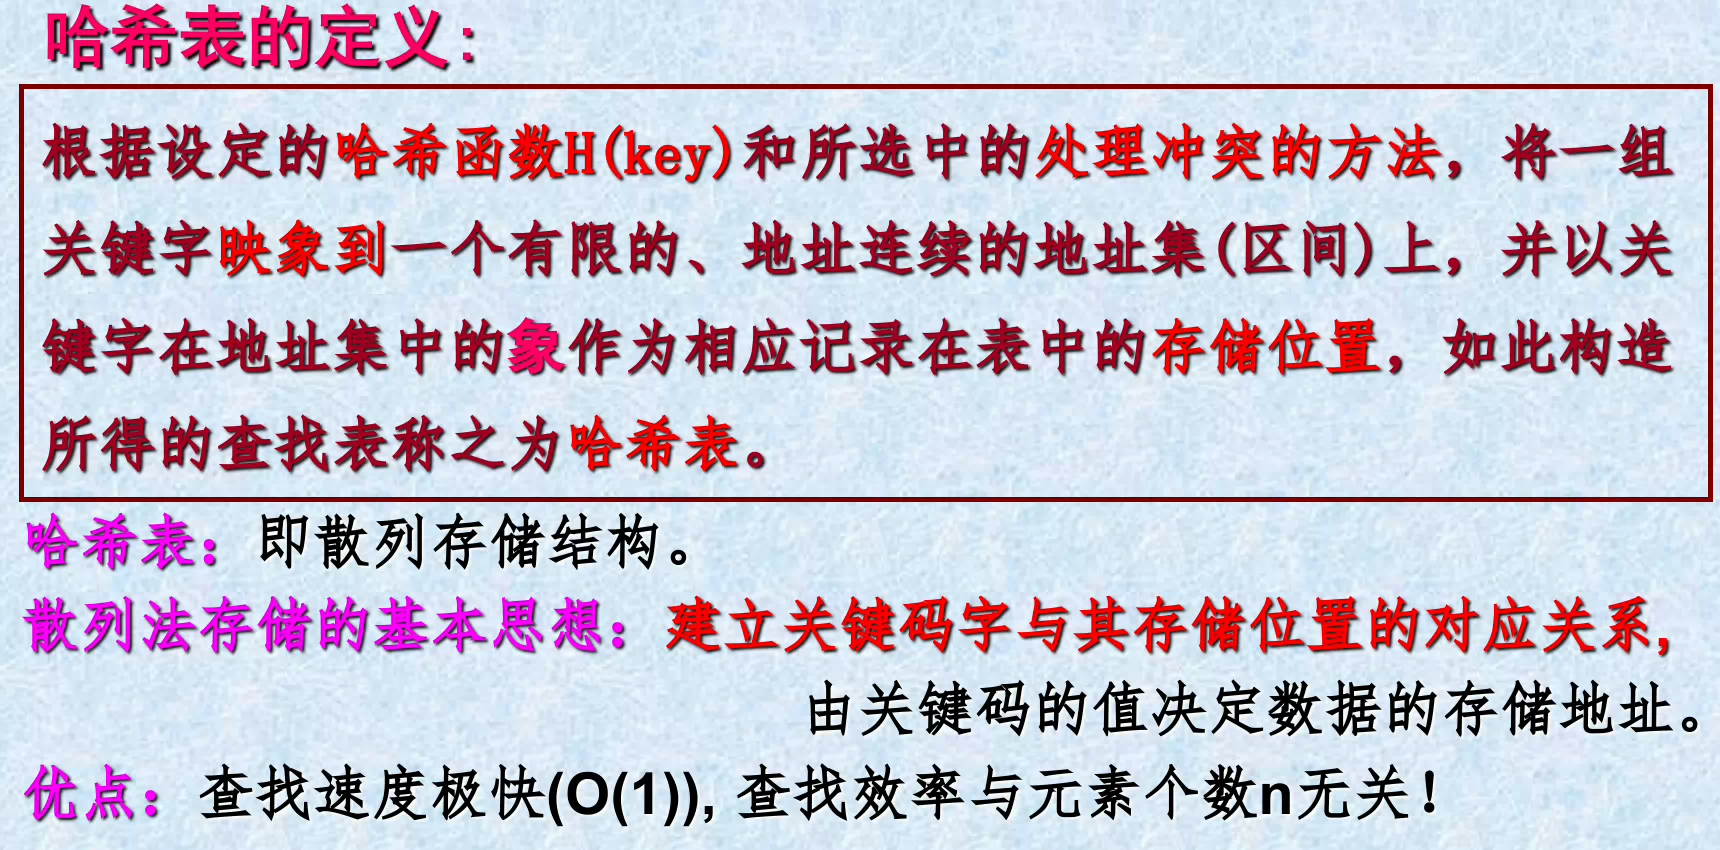 哈希表的定义:
根据设定的哈希函数H(key)和所选中的处理冲突的方法，将一组
关键字映象到一个有限的、地址连续的地址集(区间)上，并以关
键字在地址集中的象作为相应记录在表中的存储位置，如此构造
所得的查找表称之为哈希表。
哈希表：即散列存储结构。
散列法存储的基本思想：建立关键码字与其存储位置的对应关系,
由关键码的值决定数据的存储地址。
优点：查找速度极快(O(1)), 查找效率与元素个数n无关！